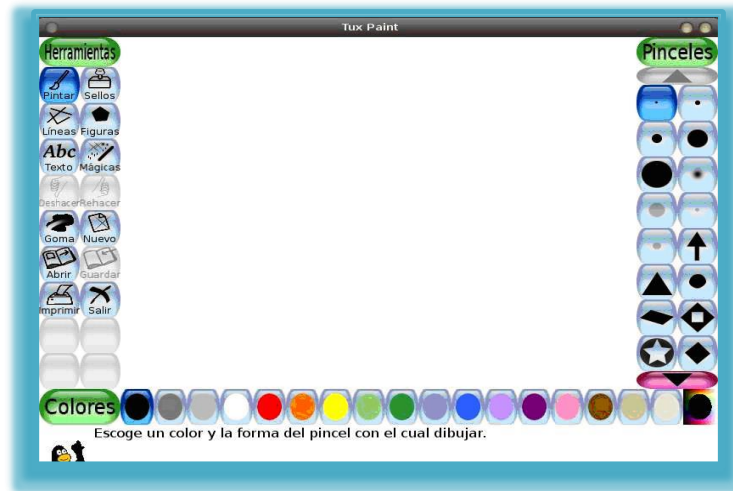 Tux Paint
Herramientas
Pinceles
Pintar Sellos
Líneas Figuras
Abc
Texto Mágicas
Deshacer Rehacer
Goma Nuevo
Abrir Guardar
Imprimir Salir
Colores
Escoge un color y la forma del pincel con el cual dibujar.